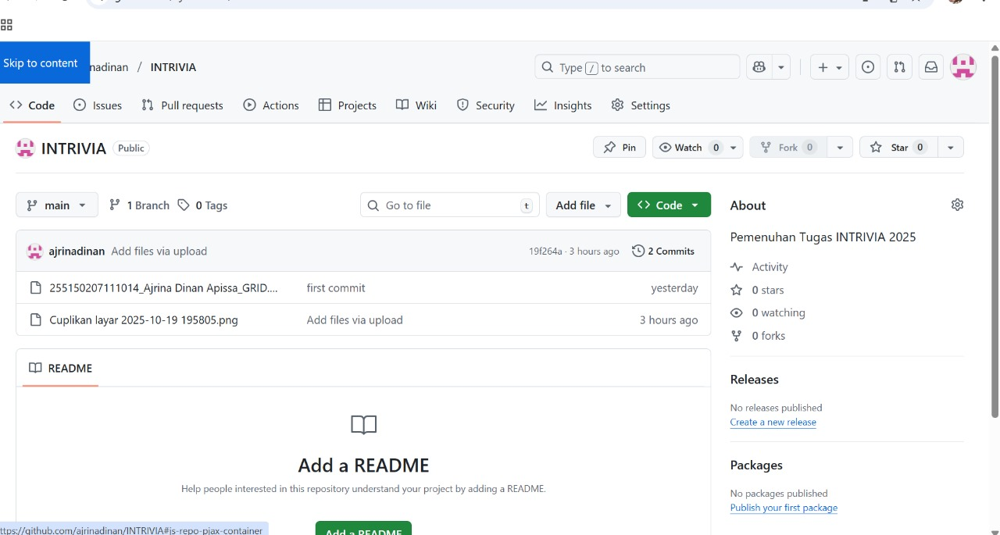 Skip to content
nadinan / INTRIVIA
Type / to search
Code Issues Pull requests Actions Projects Wiki Security Insights Settings
INTRIVIA Public
Pin Watch 0 Fork 0 Star 0
main 1 Branch 0 Tags
Go to file t Add file Code
ajrinadinan Add files via upload 19f264a · 3 hours ago 2 Commits
255150207111014_Ajrina Dinan Apissa_GRID.... first commit yesterday
Cuplikan layar 2025-10-19 195805.png Add files via upload 3 hours ago
README
Add a README
Help people interested in this repository understand your project by adding a README.
Add a README
About
Pemenuhan Tugas INTRIVIA 2025
Activity
0 stars
0 watching
0 forks
Releases
No releases published
Create a new release
Packages
No packages published
Publish your first package
ttps://github.com/ajrinadinan/INTRIVIA#js-repo-pjax-container